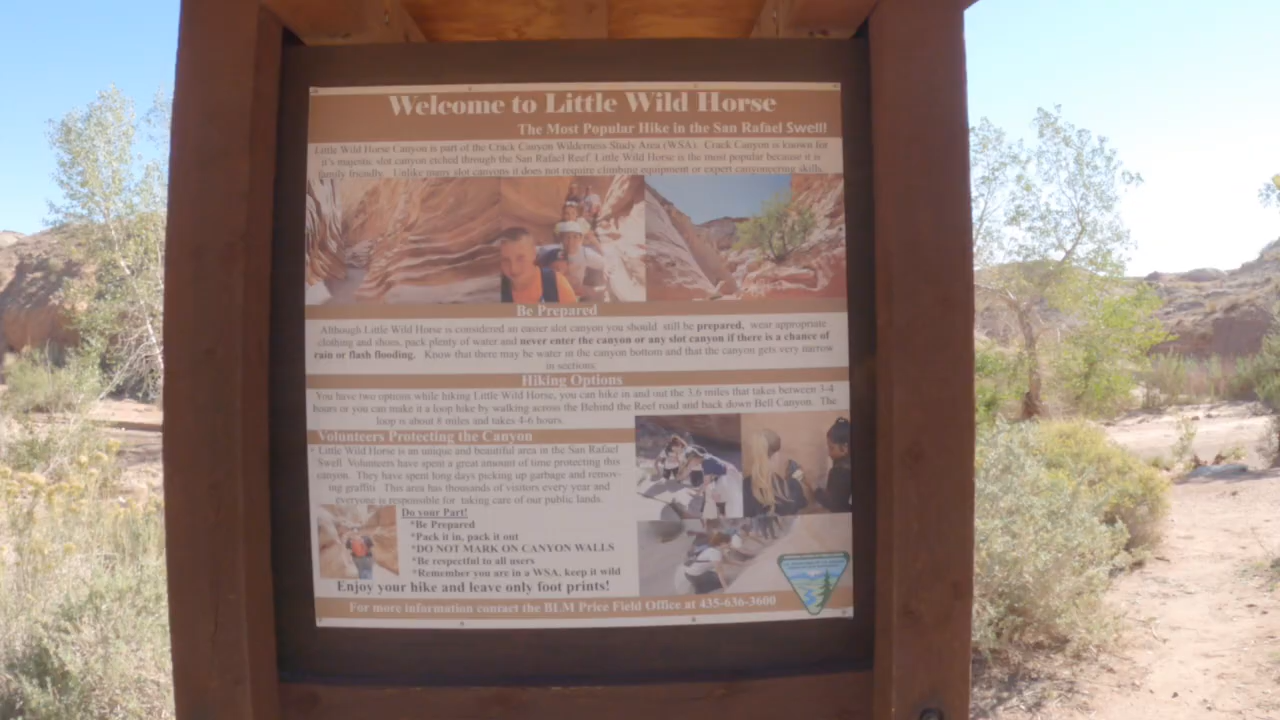 Welcome to Little Wild Horse
The Most Popular Hike in the San Rafael Swell!
Little Wild Horse Canyon is part of the Crack Canyon Wilderness Study Area (WSA). Crack Canyon is known for
it's majestic slot canyon etched through the San Rafael Reef. Little Wild Horse is the most popular because it is
family friendly. Unlike many slot canyons it does not require climbing equipment or expert canyoneering skills.
Be Prepared
Although Little Wild Horse is considered an easier slot canyon you should still be prepared, wear appropriate
clothing and shoes, pack plenty of water and never enter the canyon or any slot canyon if there is a chance of
rain or flash flooding. Know that there may be water in the canyon bottom and that the canyon gets very narrow
in sections.
Hiking Options
You have two options while hiking Little Wild Horse, you can hike in and out the 3.6 miles that takes between 3-4
hours or you can make it a loop hike by walking across the Behind the Reef road and back down Bell Canyon. The
loop is about 8 miles and takes 4-6 hours.
Volunteers Protecting the Canyon
Little Wild Horse is an unique and beautiful area in the San Rafael
Swell. Volunteers have spent a great amount of time protecting this
canyon. They have spent long days picking up garbage and remov-
ing graffiti. This area has thousands of visitors every year and
everyone is responsible for taking care of our public lands.
Do your Part!
*Be Prepared
*Pack it in, pack it out
*DO NOT MARK ON CANYON WALLS
*Be respectful to all users
*Remember you are in a WSA, keep it wild
Enjoy your hike and leave only foot prints!
For more information contact the BLM Price Field Office at 435-636-3600